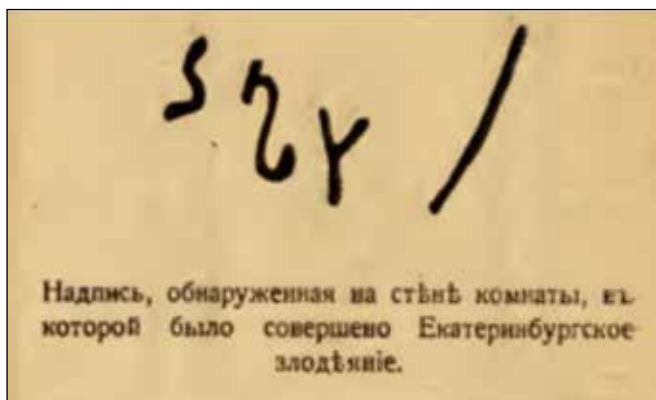 Надпись, обнаруженная на стѣнѣ комнаты, въ
которой было совершено Екатеринбургское
злодѣяніе.